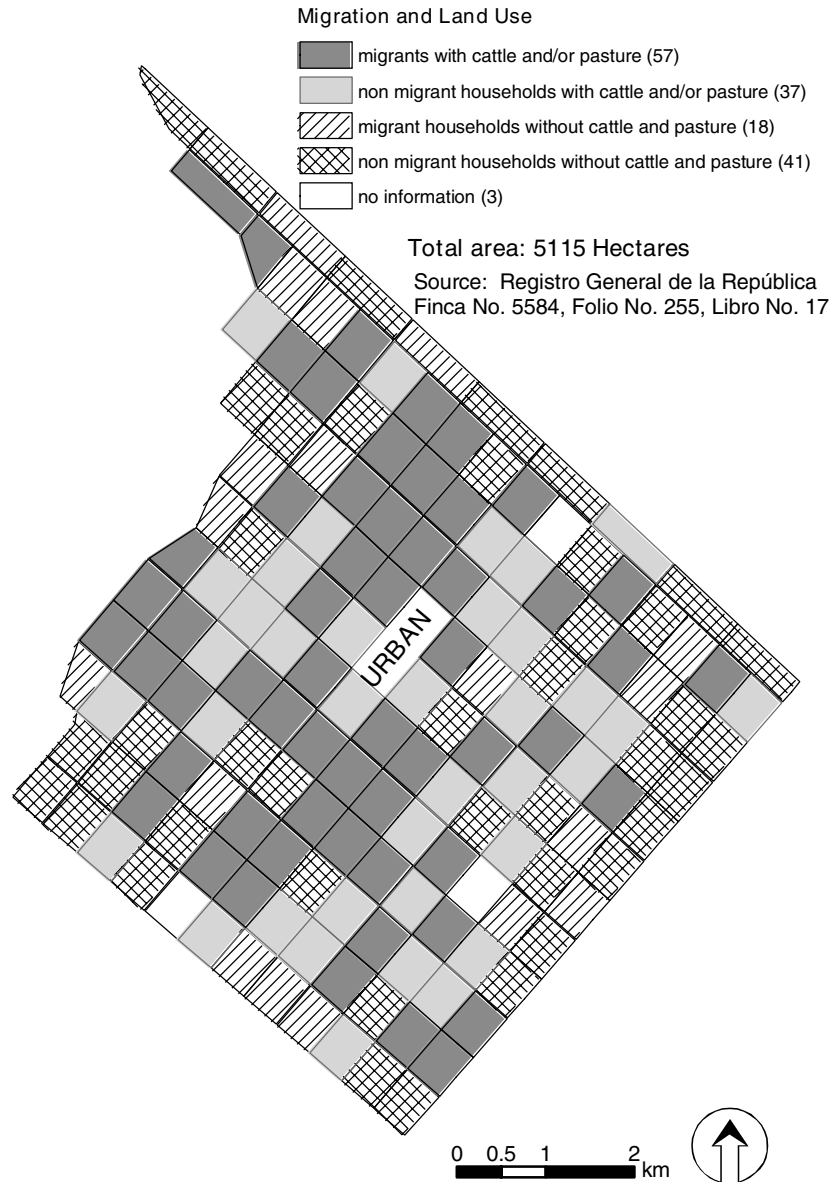 Migration and Land Use
migrants with cattle and/or pasture (57)
non migrant households with cattle and/or pasture (37)
migrant households without cattle and pasture (18)
non migrant households without cattle and pasture (41)
no information (3)
Total area: 5115 Hectares
Source: Registro General de la República
Finca No. 5584, Folio No. 255, Libro No. 17
URBAN
0 0.5 1 2
km